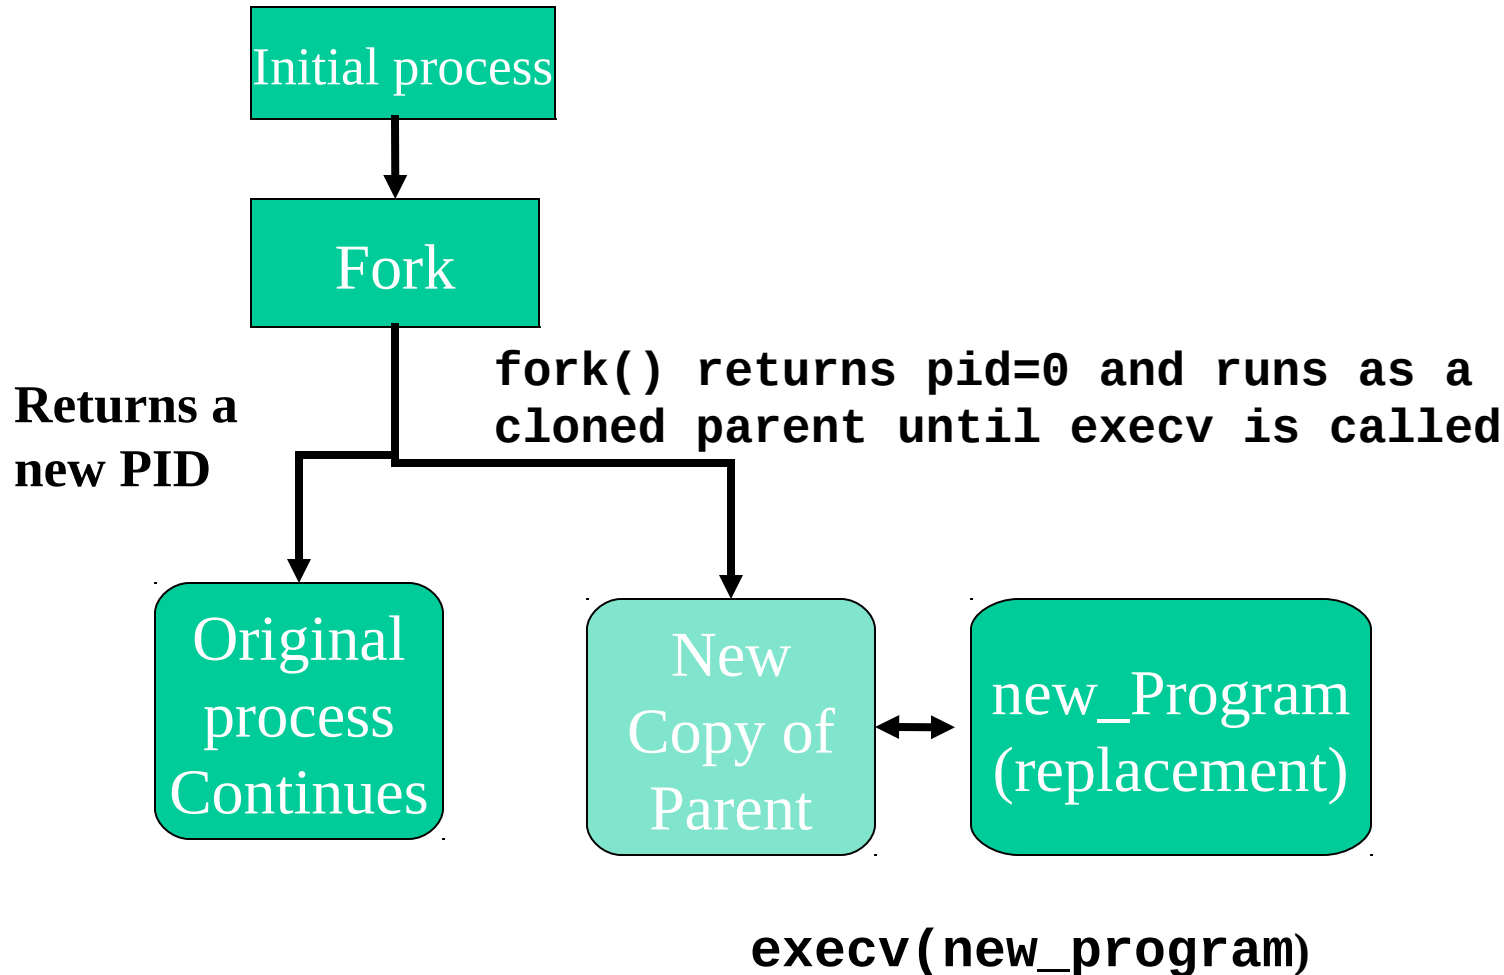 Initial process
Fork
fork() returns pid=0 and runs as a
cloned parent until execv is called
Returns a
new PID
Original
process
Continues
New
Copy of
Parent
new_Program
(replacement)
execv(new_program)